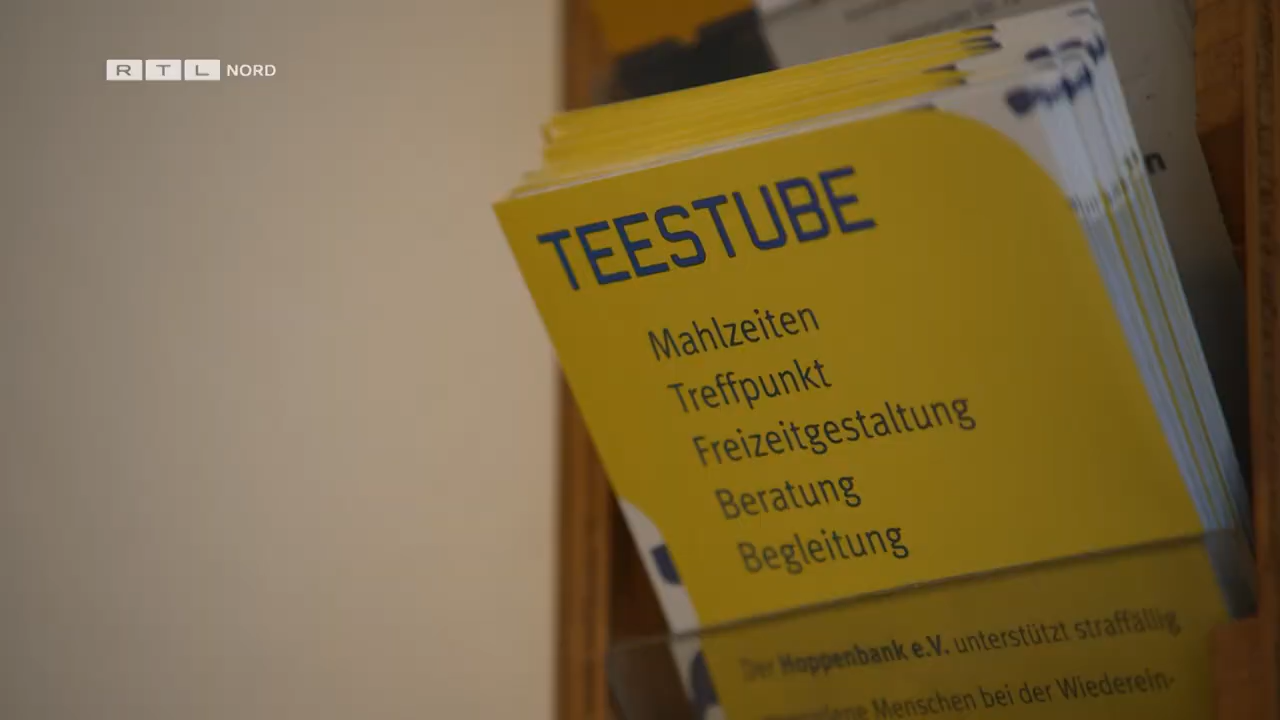 RTL NORD
TEESTUBE
Mahlzeiten
Treffpunkt
Freizeitgestaltung
Beratung
Begleitung
Der Hoppenbank e.V. unterstützt straffällig
Menschen bei der Wiederein-